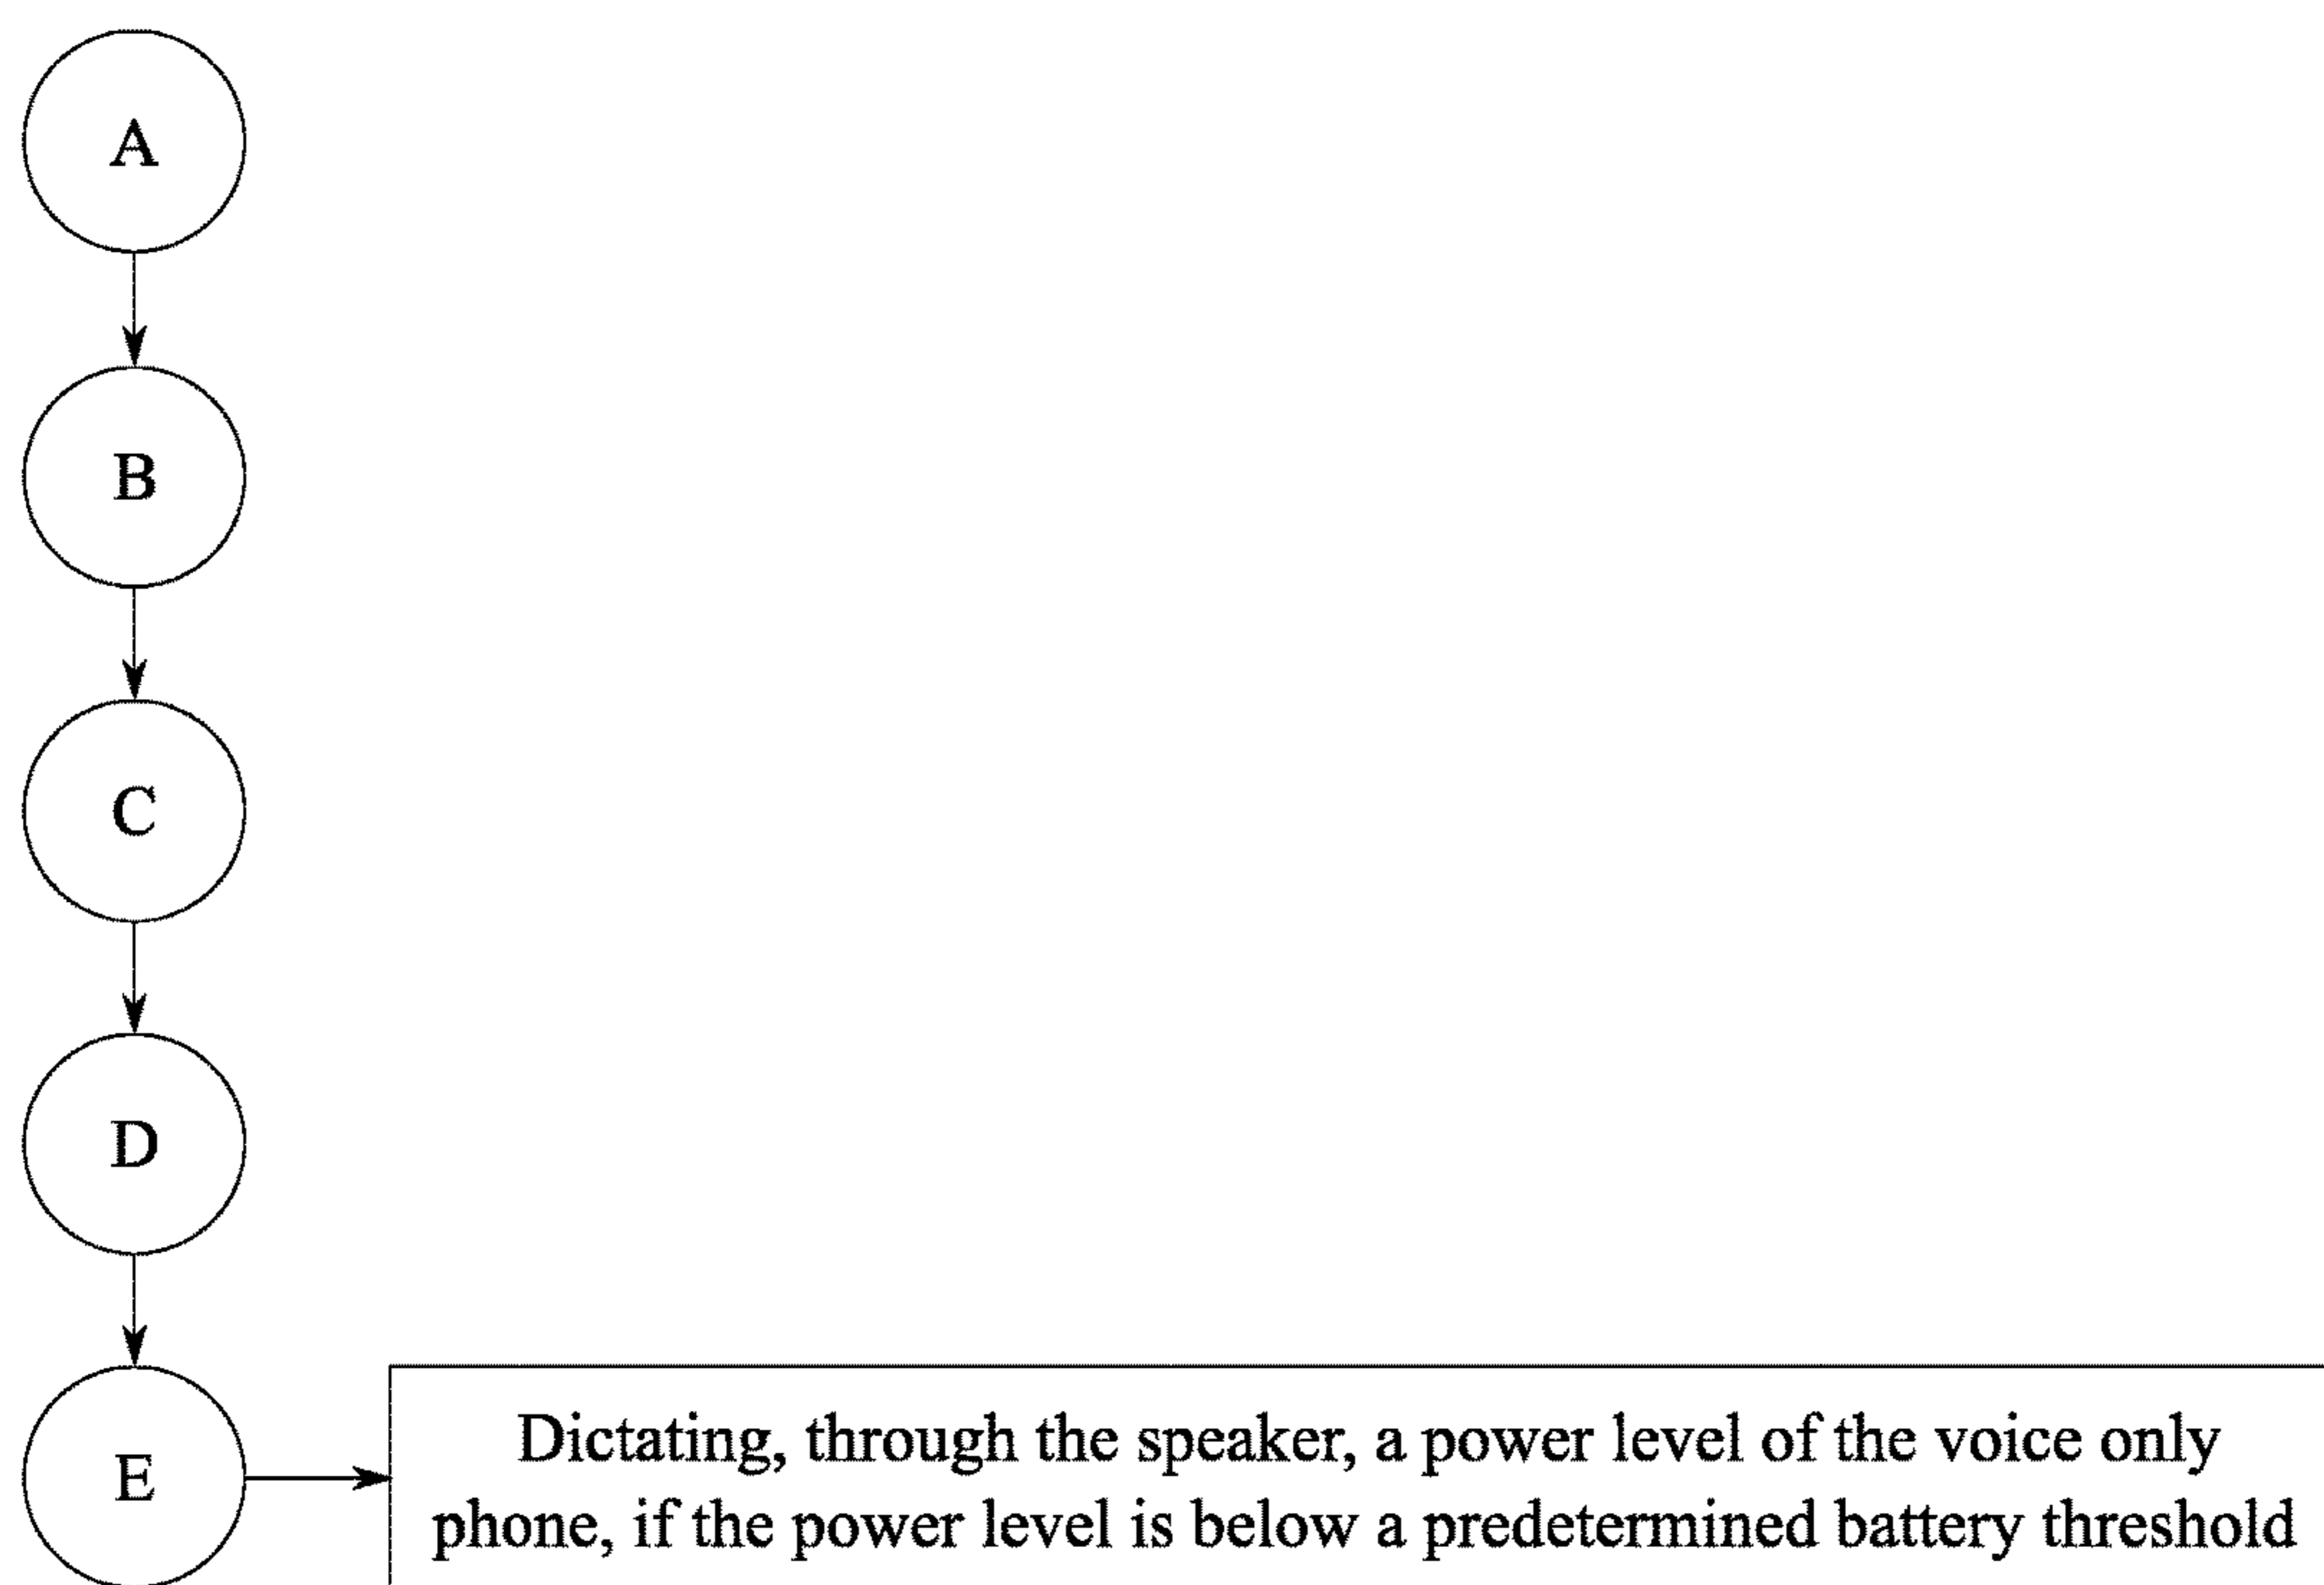 A
B
C
D
E
Dictating, through the speaker, a power level of the voice only
phone, if the power level is below a predetermined battery threshold